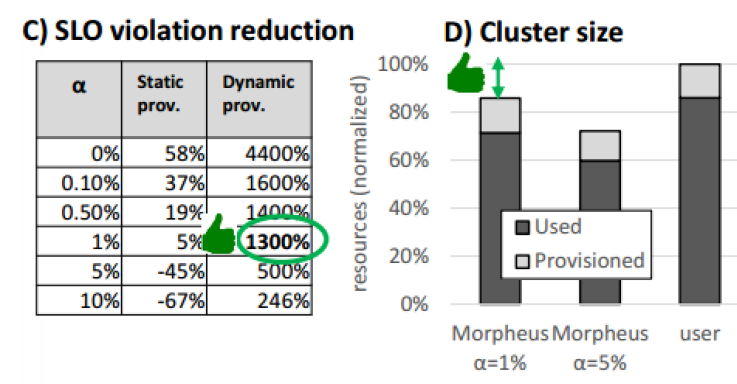 C) SLO violation reduction
α Static prov. Dynamic prov.
0% 58% 4400%
0.10% 37% 1600%
0.50% 19% 1400%
1% 5% 1300%
5% -45% 500%
10% -67% 246%
D) Cluster size
resources (normalized)
100%
80%
60%
40%
20%
0%
Used
Provisioned
Morpheus Morpheus user
α=1% α=5%